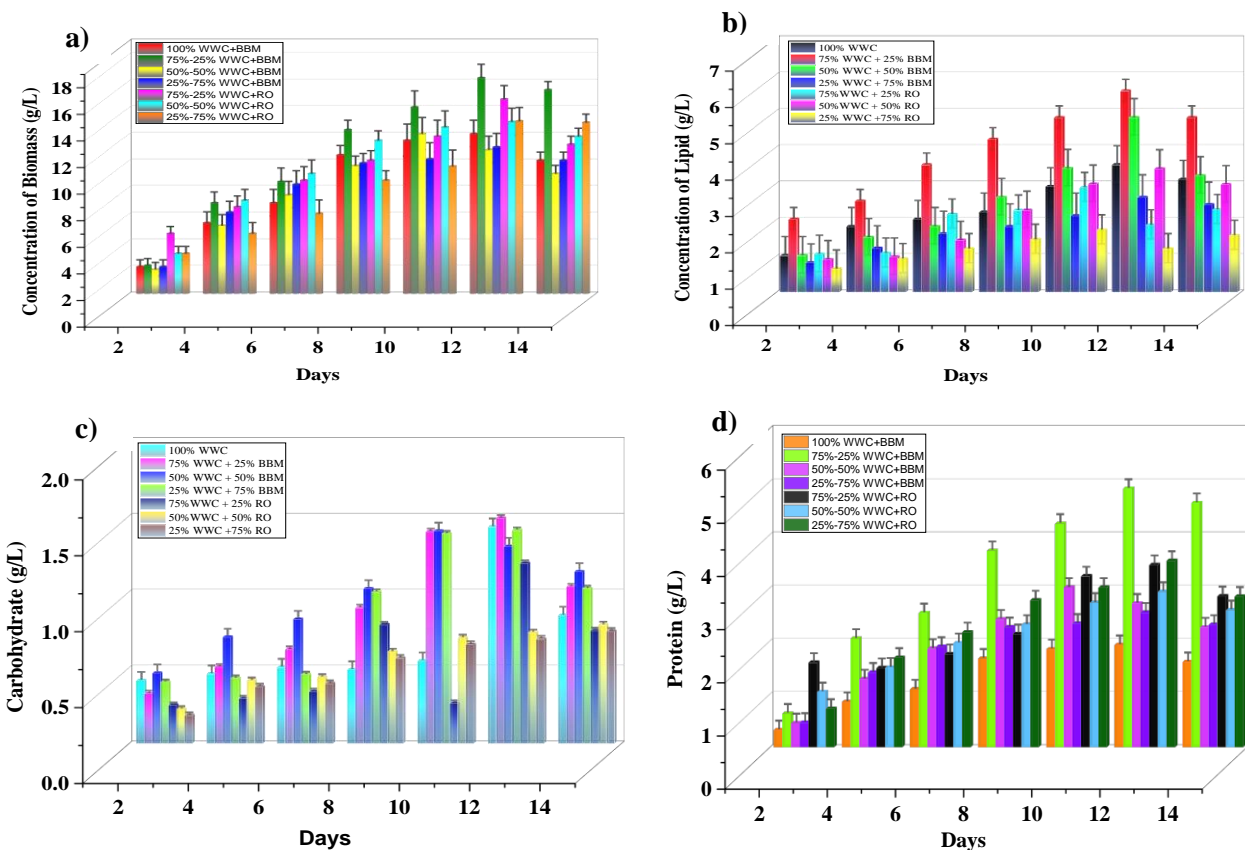 a)
100% WWC+BBM
75%-25% WWC+BBM
50%-50% WWC+BBM
25%-75% WWC+BBM
75%-25% WWC+RO
50%-50% WWC+RO
25%-75% WWC+RO
Concentration of Biomass (g/L)
18
16
14
12
10
8
6
4
2
0
2 4 6 8 10 12 14
Days
b)
100% WWC
75% WWC + 25% BBM
50% WWC + 50% BBM
25% WWC + 75% BBM
75%WWC + 25% RO
50%WWC + 50% RO
25% WWC +75% RO
Concentration of Lipid (g/L)
7
6
5
4
3
2
1
0
2 4 6 8 10 12 14
Days
c)
100% WWC
75% WWC + 25% BBM
50% WWC + 50% BBM
25% WWC + 75% BBM
75%WWC + 25% RO
50%WWC + 50% RO
25% WWC +75% RO
Carbohydrate (g/L)
2.0
1.5
1.0
0.5
0.0
2 4 6 8 10 12 14
Days
d)
100% WWC+BBM
75%-25% WWC+BBM
50%-50% WWC+BBM
25%-75% WWC+BBM
75%-25% WWC+RO
50%-50% WWC+RO
25%-75% WWC+RO
Protein (g/L)
6
5
4
3
2
1
0
2 4 6 8 10 12 14
Days